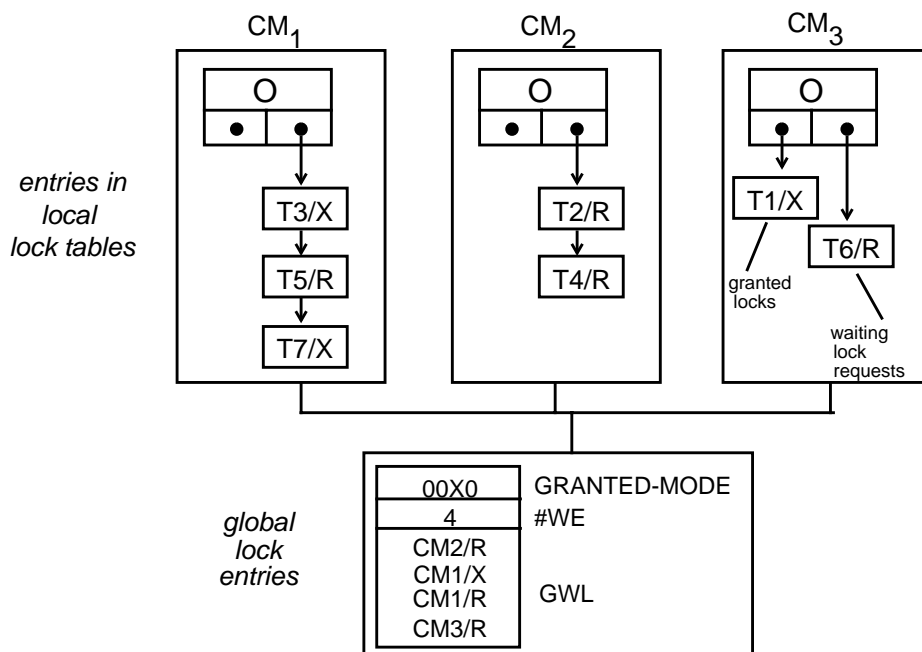 CM1
CM2
CM3
O
O
O
entries in
local
lock tables
T3/X
T5/R
T7/X
T2/R
T4/R
T1/X
T6/R
granted
locks
waiting
lock
requests
global
lock
entries
00X0
GRANTED-MODE
4
#WE
CM2/R
CM1/X
CM1/R
CM3/R
GWL